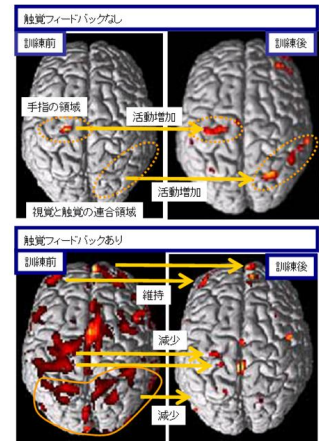 触覚フィードバックなし
訓練前
訓練後
手指の領域
活動増加
活動増加
視覚と触覚の連合領域
触覚フィードバックあり
訓練前
訓練後
維持
減少
減少